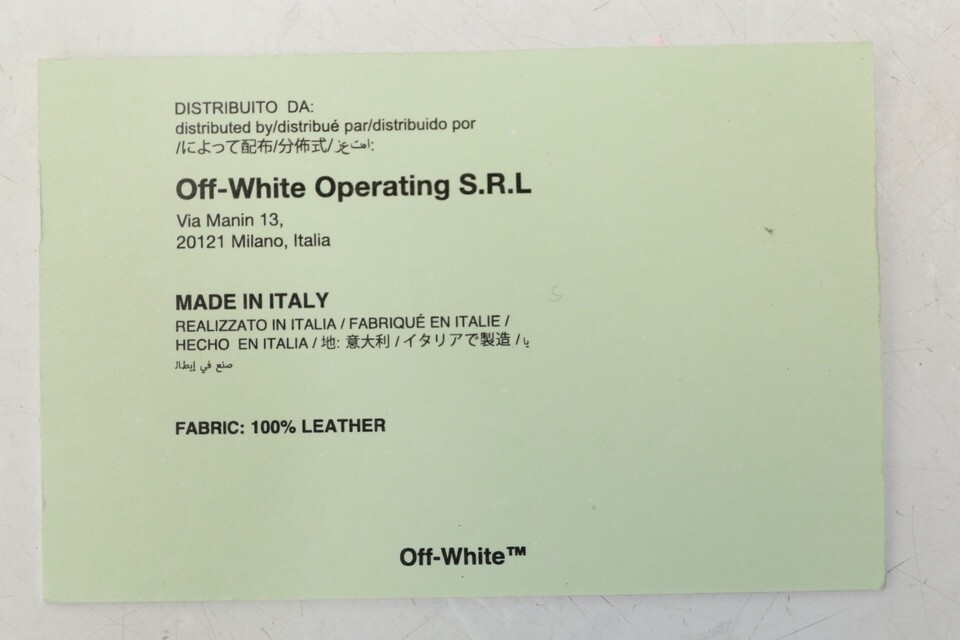 DISTRIBUITO DA:
distributed by/distribué par/distribuido por
/によって配布/分佈式/
Off-White Operating S.R.L
Via Manin 13,
20121 Milano, Italia
MADE IN ITALY
REALIZZATO IN ITALIA / FABRIQUÉ EN ITALIE /
HECHO EN ITALIA / 地: 意大利 / イタリアで製造 / يا
صنع في إيطال
FABRIC: 100% LEATHER
Off-White™